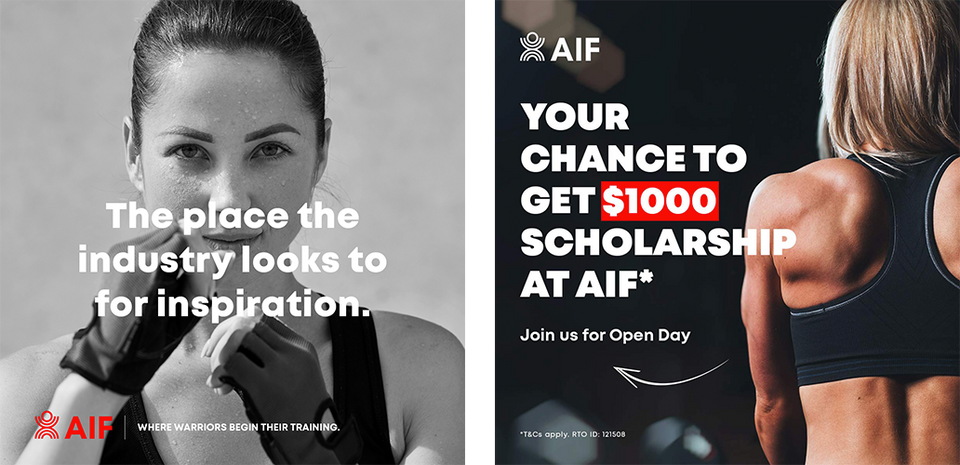 The place the
industry looks to
for inspiration.
AIF
WHERE WARRIORS BEGIN THEIR TRAINING.
AIF
YOUR
CHANCE TO
GET $1000
SCHOLARSHIP
AT AIF*
Join us for Open Day
*T&Cs apply. RTO ID: 121508